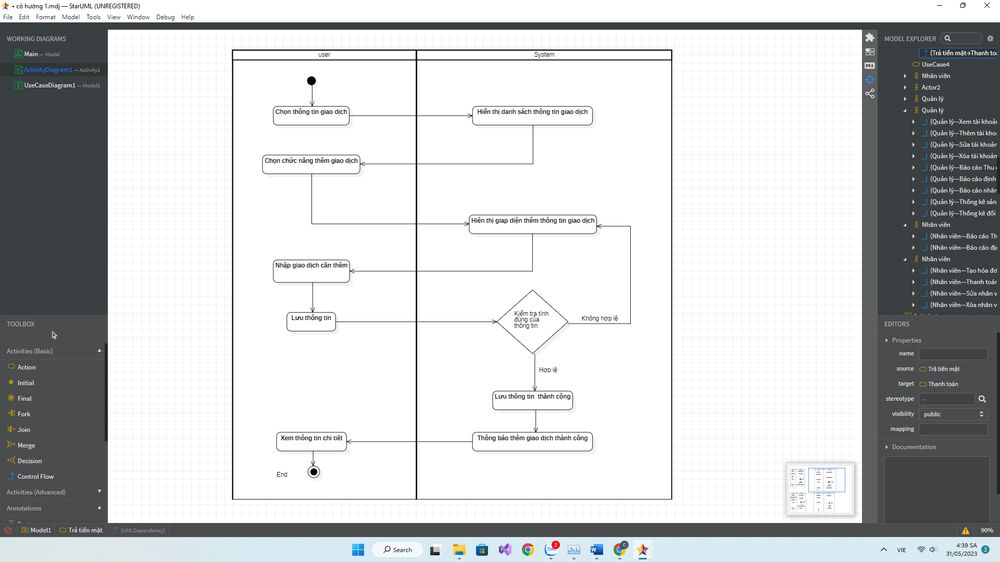 • cô hường 1.mdj — StarUML (UNREGISTERED)
File Edit Format Model Tools View Window Debug Help
WORKING DIAGRAMS
Main — Model
ActivityDiagram1 — Activity1
UseCaseDiagram1 — Model1
TOOLBOX
Activities (Basic)
Action
Initial
Final
Fork
Join
Merge
Decision
Control Flow
Activities (Advanced)
Annotations
user
System
Chọn thông tin giao dịch
Hiển thị danh sách thông tin giao dịch
Chọn chức năng thêm giao dịch
Hiên thị giap diện thêm thông tin giao dịch
Nhập giao dịch cần thêm
Lưu thông tin
Kiểm tra tính
đúng của
thông tin
Không hợp lệ
Hợp lệ
Lưu thông tin thành công
Xem thông tin chi tiết
Thông báo thêm giao dịch thành công
End
MODEL EXPLORER
(Trả tiền mặt→Thanh toá
UseCase4
Nhân viên
Actor2
Quản lý
Quản lý
(Quản lý—Xem tài khoản
(Quản lý—Thêm tài kho
(Quản lý—Sửa tài khoản
(Quản lý—Xóa tài khoản
(Quản lý—Báo cáo Thu
(Quản lý—Báo cáo định
(Quản lý—Báo cáo nhân
(Quản lý—Thống kê sản
(Quản lý—Thống kê đối
Nhân viên
(Nhân viên—Báo cáo Th
(Nhân viên—Báo cáo địn
Nhân viên
(Nhân viên—Tạo hóa đơ
(Nhân viên—Thanh toán
(Nhân viên—Sửa nhân v
(Nhân viên—Xóa nhân v
EDITORS
Properties
name
source Trả tiền mặt
target Thanh toán
stereotype —
visibility public
mapping
Documentation
Model1 Trả tiền mặt [UMLDependency]
90%
Search
Zalo
2
C
VIE
4:39 SA
31/05/2023
3